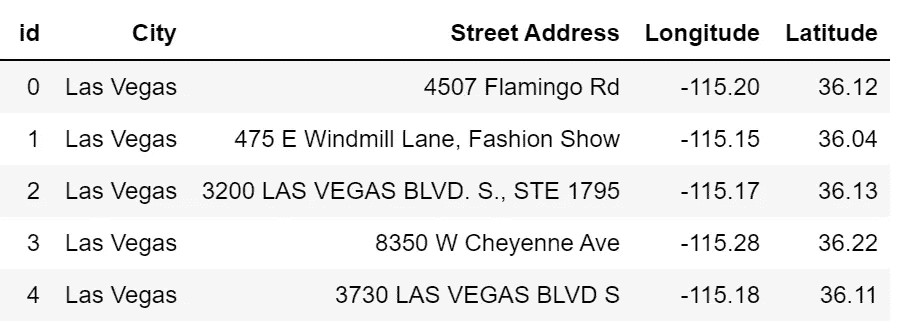 id City Street Address Longitude Latitude
0 Las Vegas 4507 Flamingo Rd -115.20 36.12
1 Las Vegas 475 E Windmill Lane, Fashion Show -115.15 36.04
2 Las Vegas 3200 LAS VEGAS BLVD. S., STE 1795 -115.17 36.13
3 Las Vegas 8350 W Cheyenne Ave -115.28 36.22
4 Las Vegas 3730 LAS VEGAS BLVD S -115.18 36.11